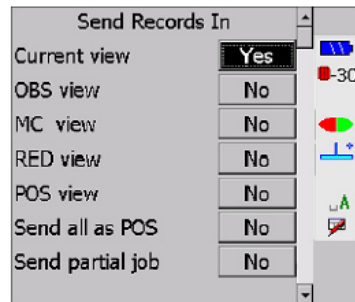 Send Records In
Current view Yes
-30
OBS view No
MC view No
RED view No
POS view No
A
Send all as POS No
Send partial job No